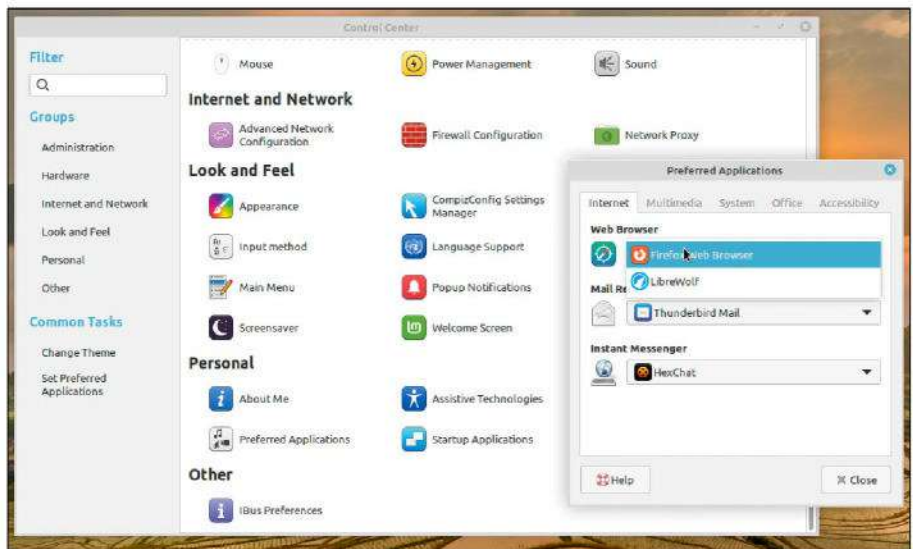 Control Center
Filter
Groups
Administration
Hardware
Internet and Network
Look and Feel
Personal
Other
Common Tasks
Change Theme
Set Preferred
Applications
Mouse
Power Management
Sound
Internet and Network
Advanced Network
Configuration
Firewall Configuration
Network Proxy
Look and Feel
Appearance
CompizConfig Settings
Manager
Input method
Language Support
Main Menu
Popup Notifications
Screensaver
Welcome Screen
Personal
About Me
Assistive Technologies
Preferred Applications
Startup Applications
Other
IBus Preferences
Preferred Applications
Internet
Multimedia
System
Office
Accessibility
Web Browser
Firefox Web Browser
LibreWolf
Mail Re
Thunderbird Mail
Instant Messenger
HexChat
Help
Close